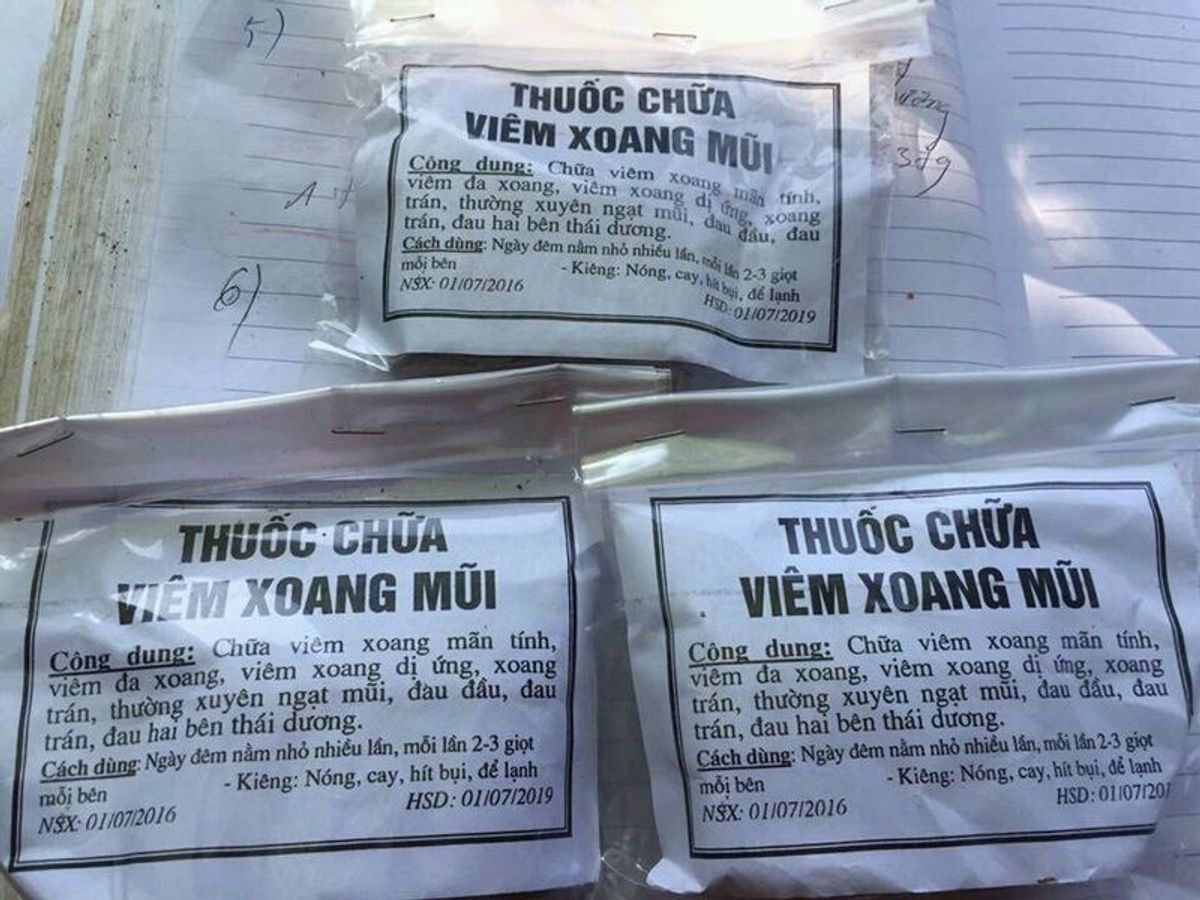 5)
6)
THUỐC CHỮA
VIÊM XOANG MŨI
Công dụng: Chữa viêm xoang mãn tính,
viêm đa xoang, viêm xoang dị ứng, xoang
trán, thường xuyên ngạt mũi, đau đầu, đau
trán, đau hai bên thái dương.
Cách dùng: Ngày đêm nằm nhỏ nhiều lần, mỗi lần 2-3 giọt
mỗi bên - Kiêng: Nóng, cay, hít bụi, để lạnh
NSX: 01/07/2016 HSD: 01/07/2019
THUỐC CHỮA
VIÊM XOANG MŨI
Công dụng: Chữa viêm xoang mãn tính,
viêm đa xoang, viêm xoang dị ứng, xoang
trán, thường xuyên ngạt mũi, đau đầu, đau
trán, đau hai bên thái dương.
Cách dùng: Ngày đêm nằm nhỏ nhiều lần, mỗi lần 2-3 giọt
mỗi bên - Kiêng: Nóng, cay, hít bụi, để lạnh
NSX: 01/07/2016 HSD: 01/07/2019
THUỐC CHỮA
VIÊM XOANG MŨI
Công dụng: Chữa viêm xoang mãn tính,
viêm đa xoang, viêm xoang dị ứng, xoang
trán, thường xuyên ngạt mũi, đau đầu, đau
trán, đau hai bên thái dương.
Cách dùng: Ngày đêm nằm nhỏ nhiều lần, mỗi lần 2-3 giọt
mỗi bên - Kiêng: Nóng, cay, hít bụi, để lạnh
NSX: 01/07/2016 HSD: 01/07/201